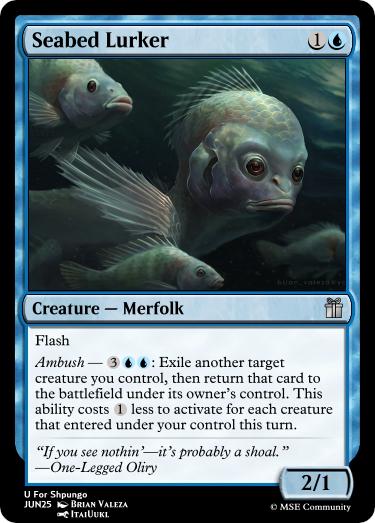 Seabed Lurker 1
Creature — Merfolk
Flash
Ambush — 3: Exile another target
creature you control, then return that card to
the battlefield under its owner's control. This
ability costs 1 less to activate for each creature
that entered under your control this turn.
"If you see nothin'—it's probably a shoal."
—One-Legged Oliry
2/1
U For Shpungo
JUN25 Brian Valeza
ItaiUukl
© MSE Community